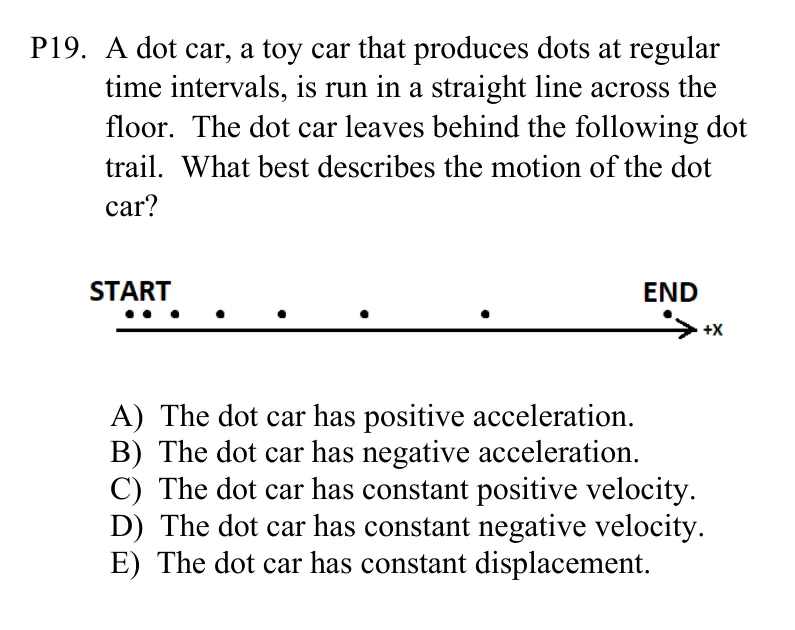 P19. A dot car, a toy car that produces dots at regular
time intervals, is run in a straight line across the
floor. The dot car leaves behind the following dot
trail. What best describes the motion of the dot
car?
START END
+X
A) The dot car has positive acceleration.
B) The dot car has negative acceleration.
C) The dot car has constant positive velocity.
D) The dot car has constant negative velocity.
E) The dot car has constant displacement.